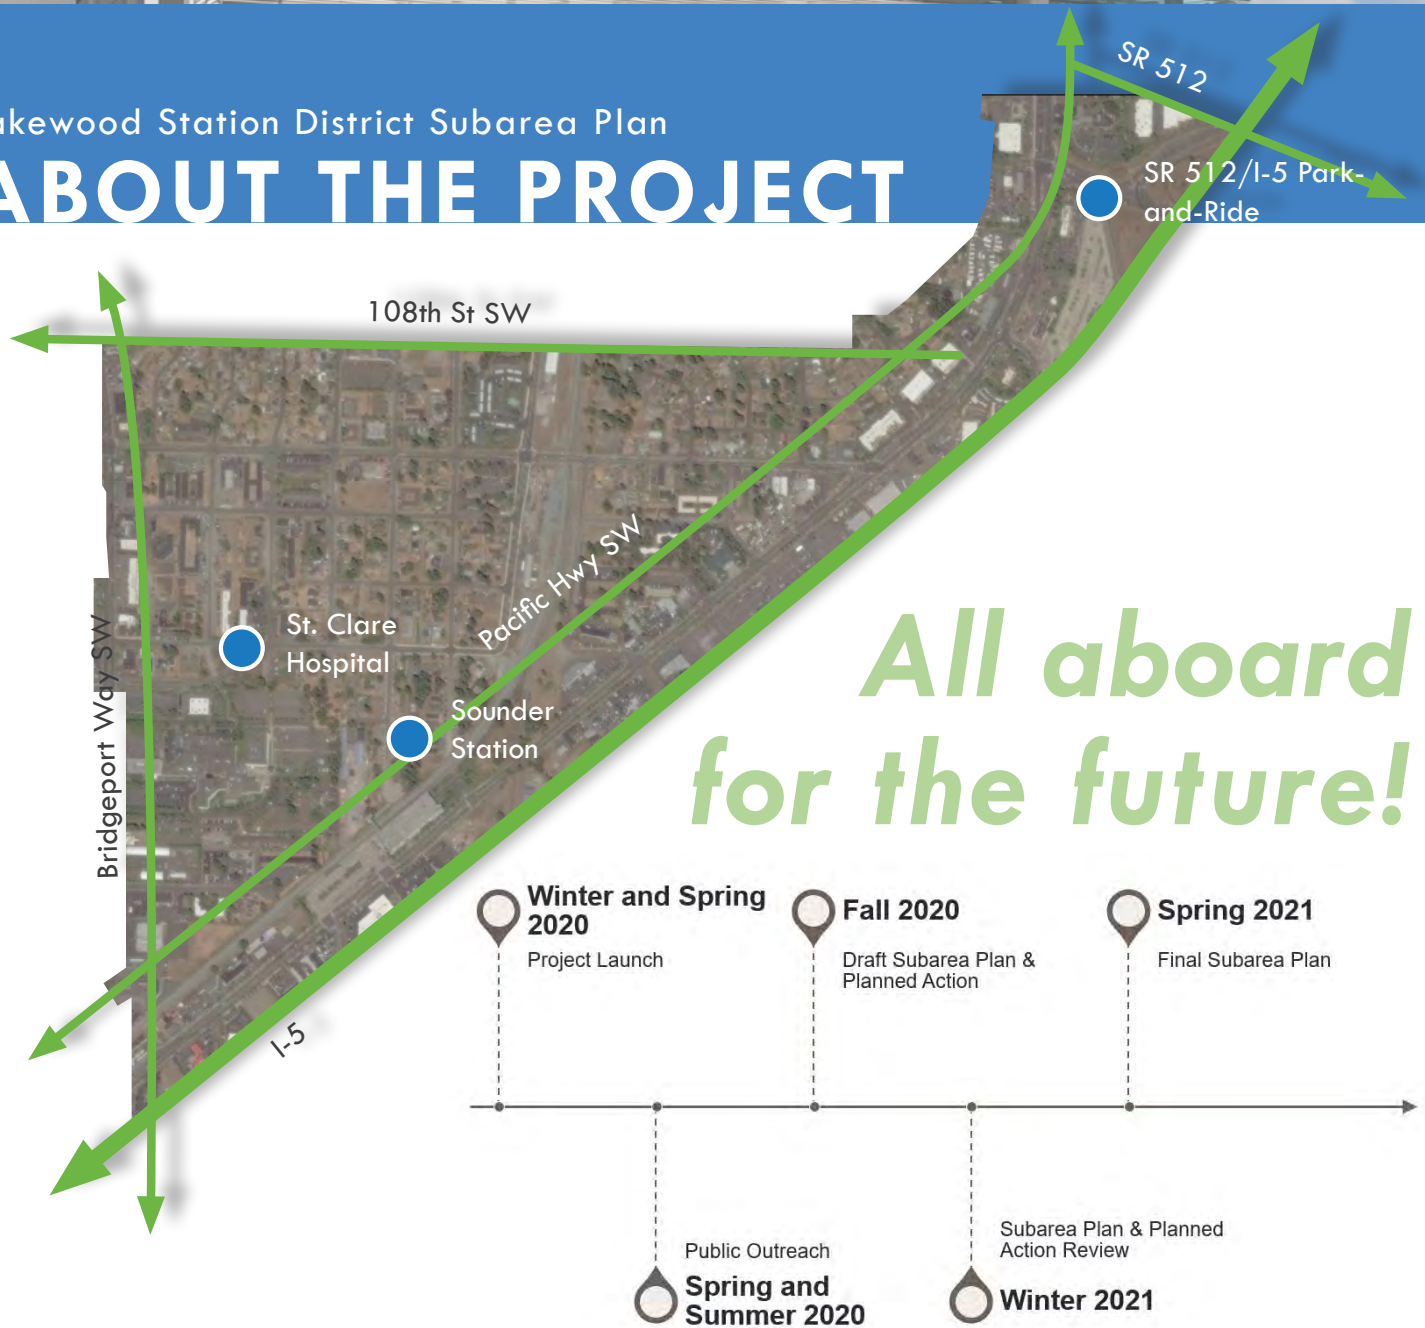 akewood Station District Subarea Plan
ABOUT THE PROJECT
SR 512
SR 512/I-5 Park-
and-Ride
108th St SW
Pacific Hwy SW
St. Clare
Hospital
Sounder
Station
Bridgeport Way SW
I-5
All aboard
for the future!
Winter and Spring
2020
Project Launch
Fall 2020
Draft Subarea Plan &
Planned Action
Spring 2021
Final Subarea Plan
Public Outreach
Spring and
Summer 2020
Subarea Plan & Planned
Action Review
Winter 2021